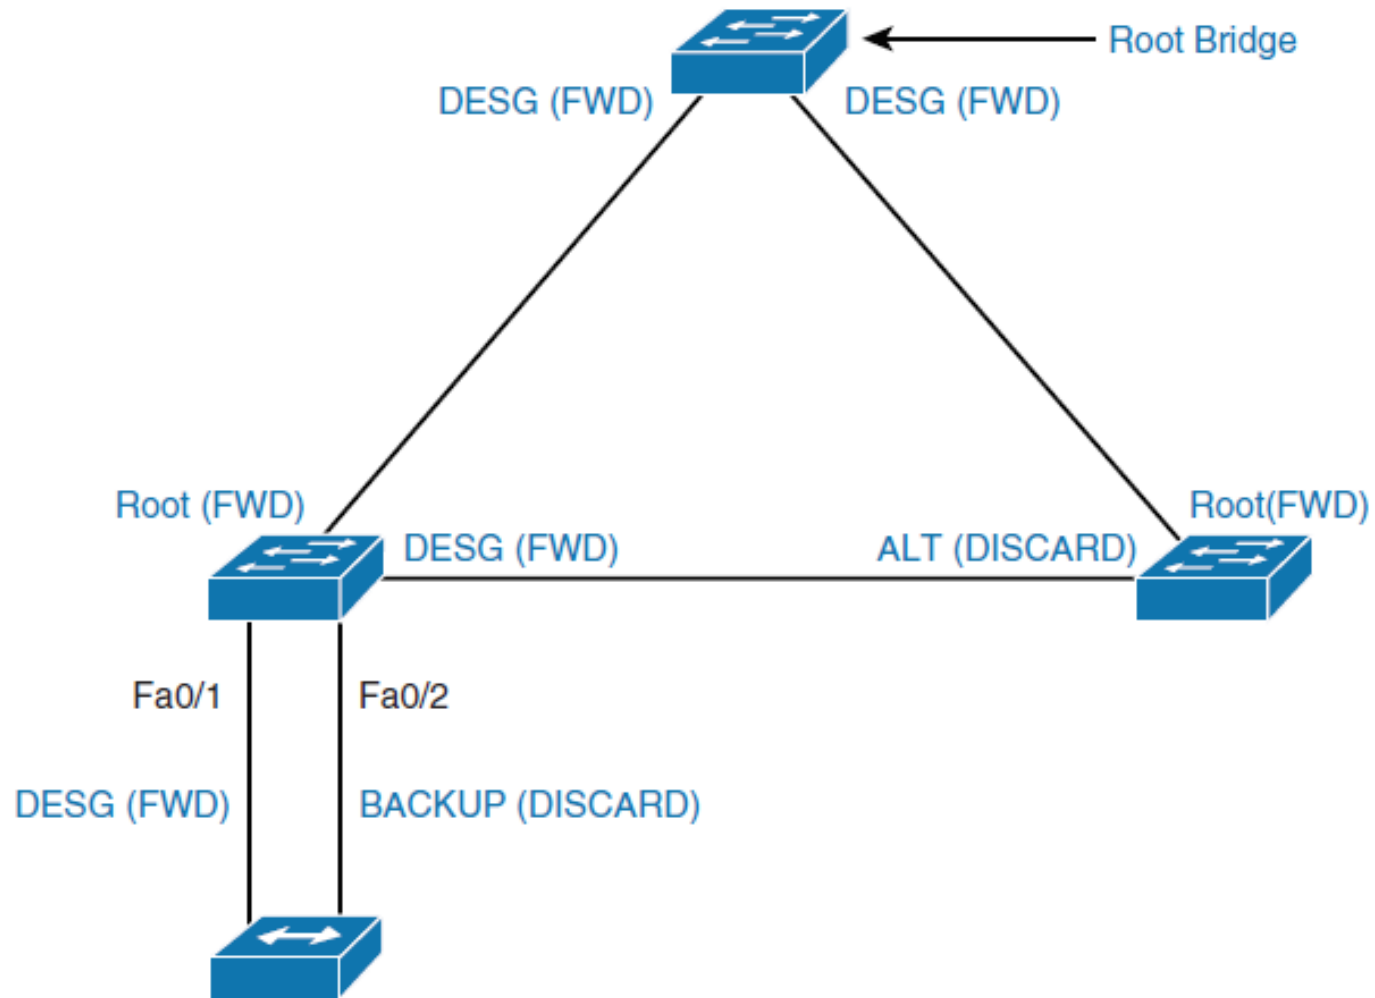 Root Bridge
DESG (FWD)
DESG (FWD)
Root (FWD)
Root(FWD)
DESG (FWD)
ALT (DISCARD)
Fa0/1
Fa0/2
DESG (FWD)
BACKUP (DISCARD)